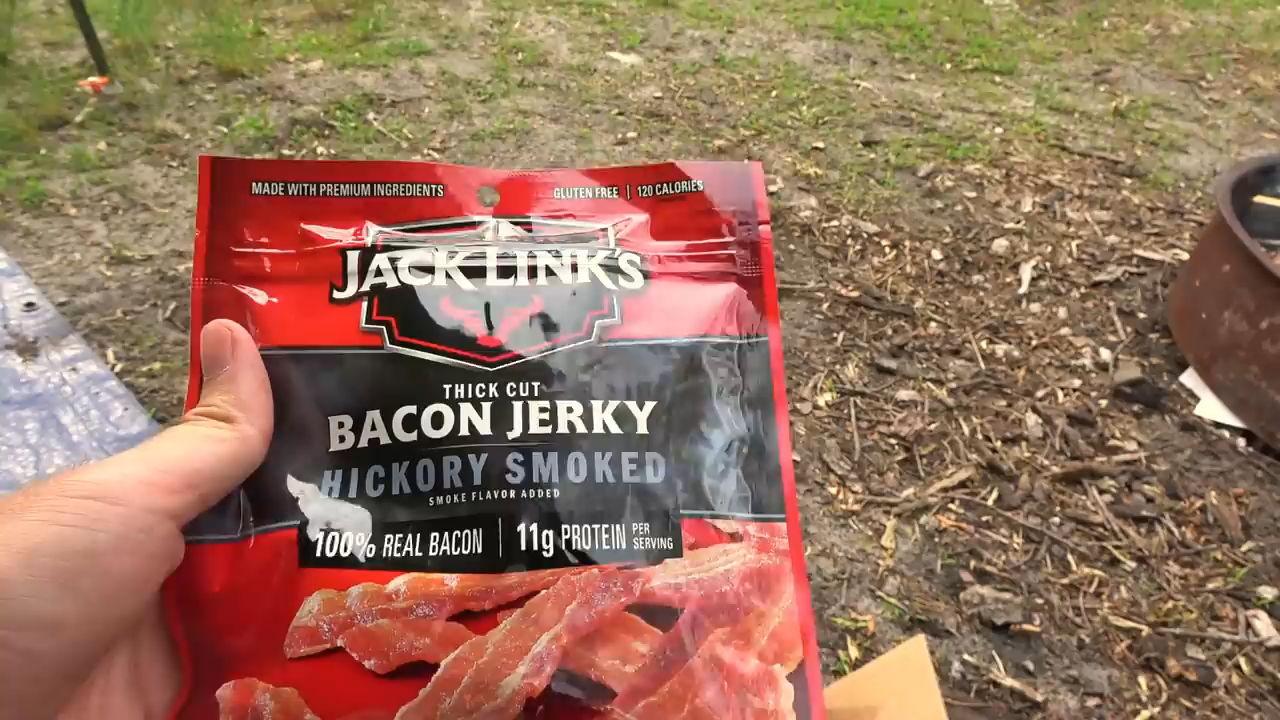 MADE WITH PREMIUM INGREDIENTS
GLUTEN FREE | 120 CALORIES
JACK LINK'S
THICK CUT
BACON JERKY
HICKORY SMOKED
SMOKE FLAVOR ADDED
100% REAL BACON | 11g PROTEIN PER SERVING